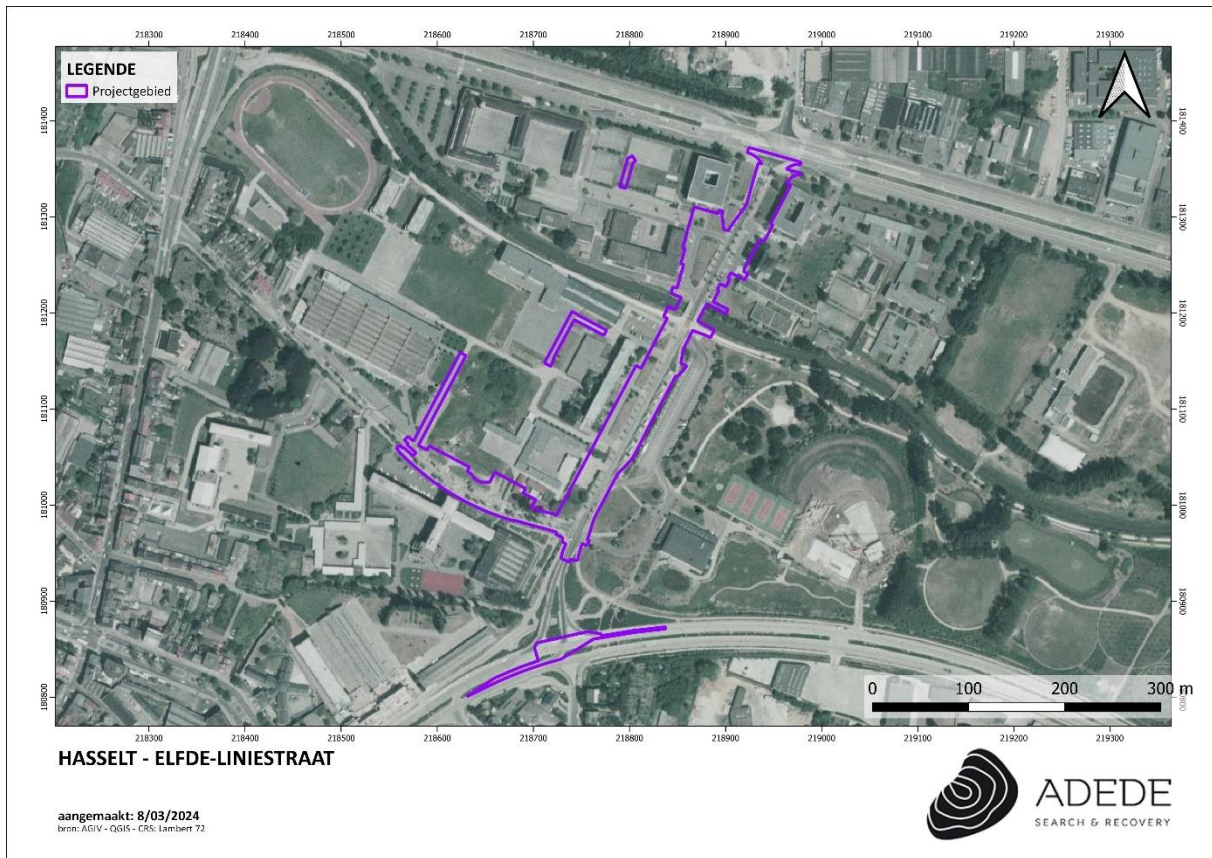 218300 218400 218500 218600 218700 218800 218900 219000 219100 219200 219300
LEGENDE
Projectgebied
181400 181400
181300 181300
181200 181200
181100 181100
181000 181000
180900 180900
180800
0 100 200 300 m
218300 218400 218500 218600 218700 218800 218900 219000 219100 219200 219300
HASSELT - ELFDE-LINIESTRAAT
aangemaakt: 8/03/2024
bron: AGIV - QGIS - CRS: Lambert 72
ADEDE
SEARCH & RECOVERY